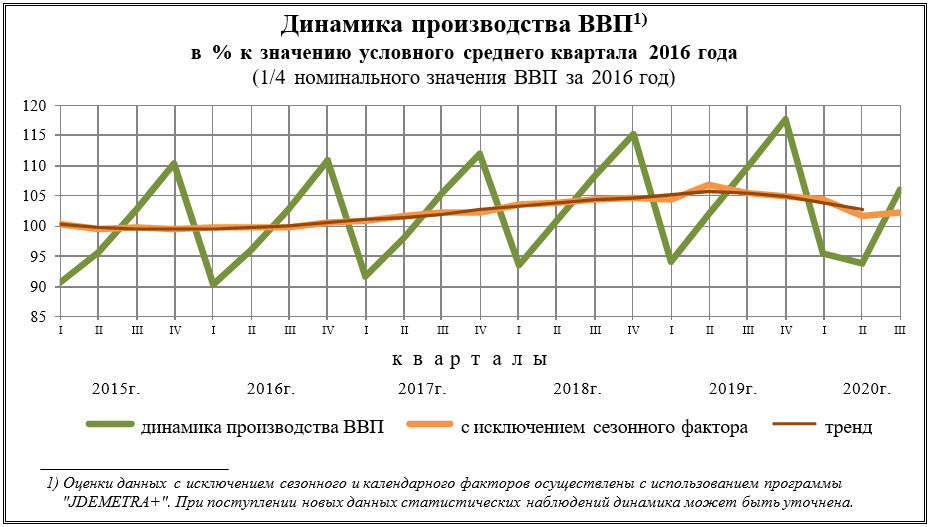 Динамика производства ВВП1)
в % к значению условного среднего квартала 2016 года
(1/4 номинального значения ВВП за 2016 год)
120
115
110
105
100
95
90
85
I II III IV I II III IV I II III IV I II III IV I II III IV I II III
кварталы
2015г. 2016г. 2017г. 2018г. 2019г. 2020г.
динамика производства ВВП с исключением сезонного фактора тренд
1) Оценки данных с исключением сезонного и календарного факторов осуществлены с использованием программы
"JDEMETRA+". При поступлении новых данных статистических наблюдений динамика может быть уточнена.